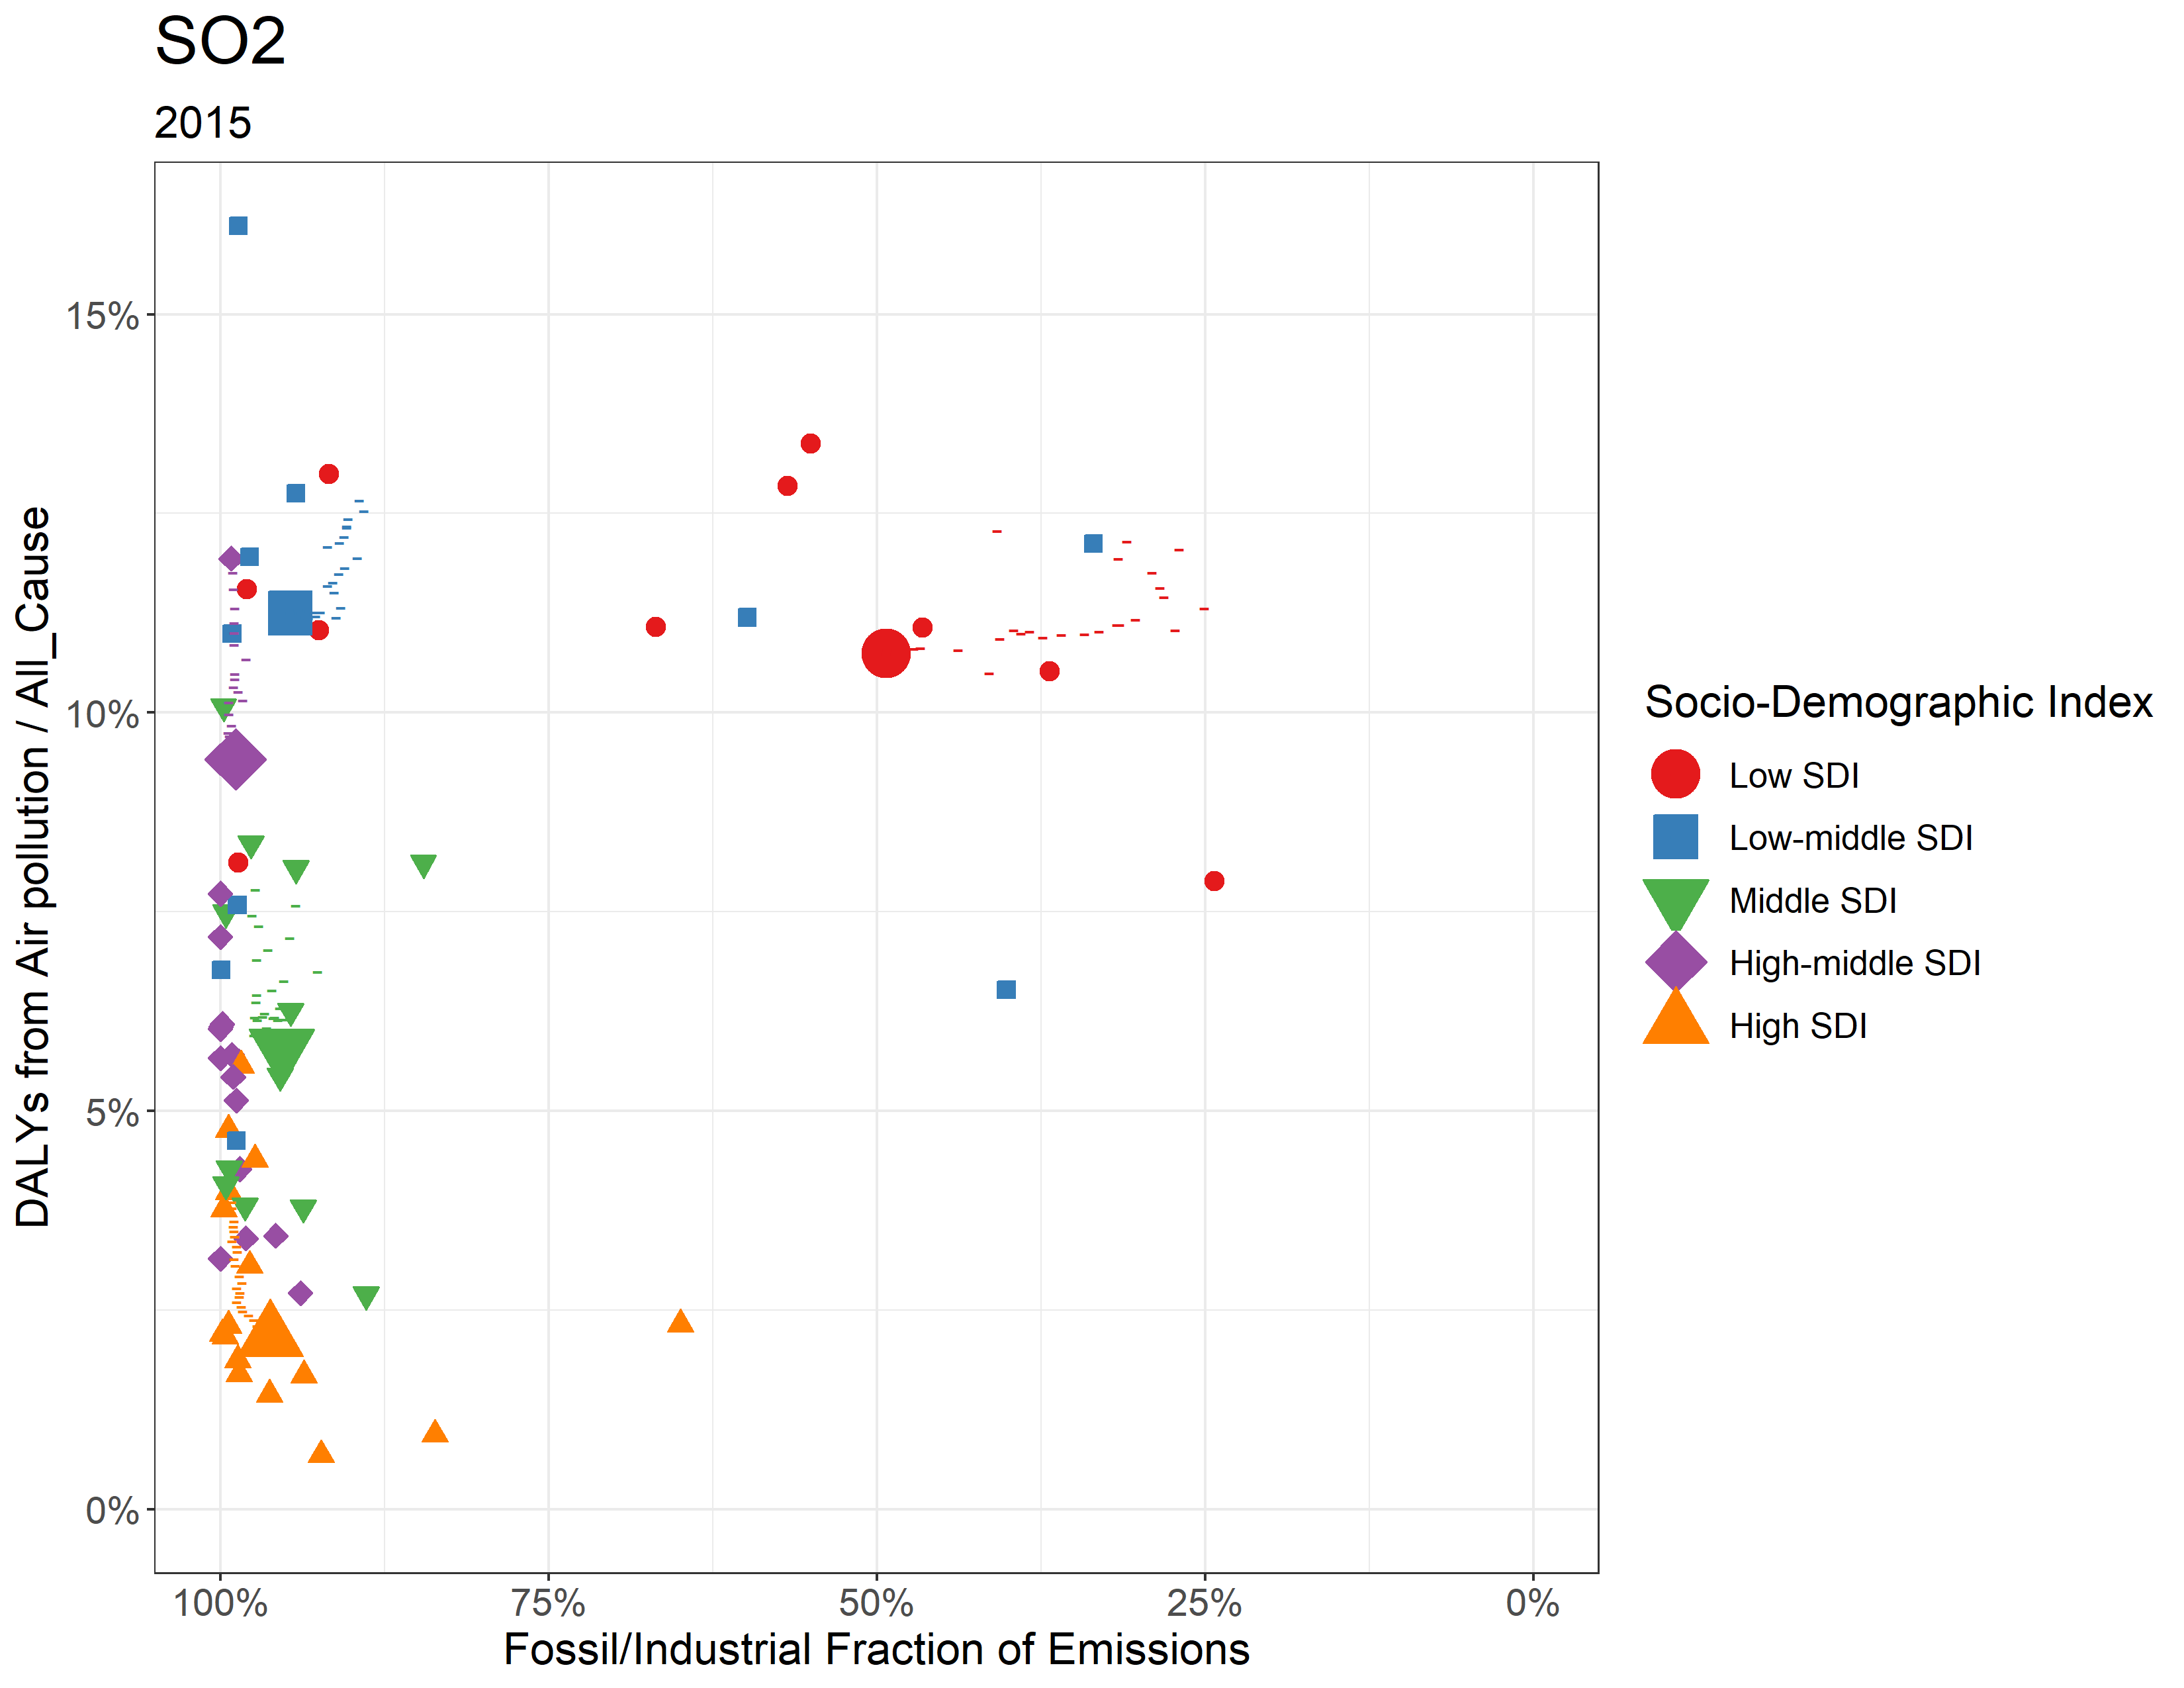 SO2
2015
DALYs from Air pollution / All_Cause
15%
10%
5%
0%
100% 75% 50% 25% 0%
Fossil/Industrial Fraction of Emissions
Socio-Demographic Index
Low SDI
Low-middle SDI
Middle SDI
High-middle SDI
High SDI